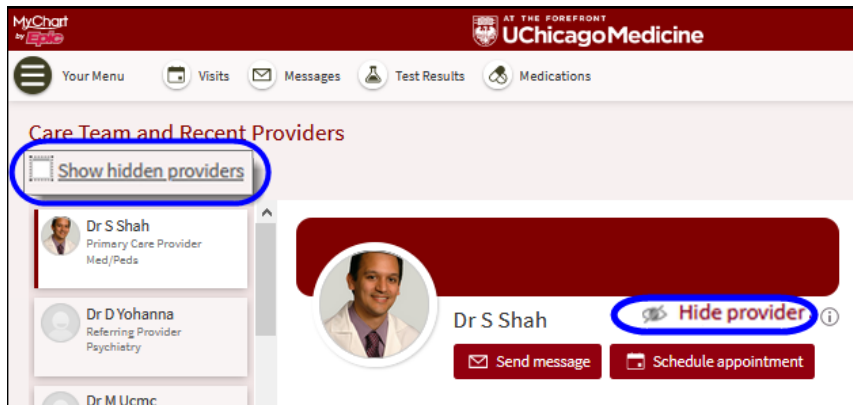 MyChart
by Epic
AT THE FOREFRONT
UChicagoMedicine
Your Menu
Visits
Messages
Test Results
Medications
Care Team and Recent Providers
Show hidden providers
Dr S Shah
Primary Care Provider
Med/Peds
Dr D Yohanna
Referring Provider
Psychiatry
Dr M Ucmc
Dr S Shah
Hide provider
Send message
Schedule appointment